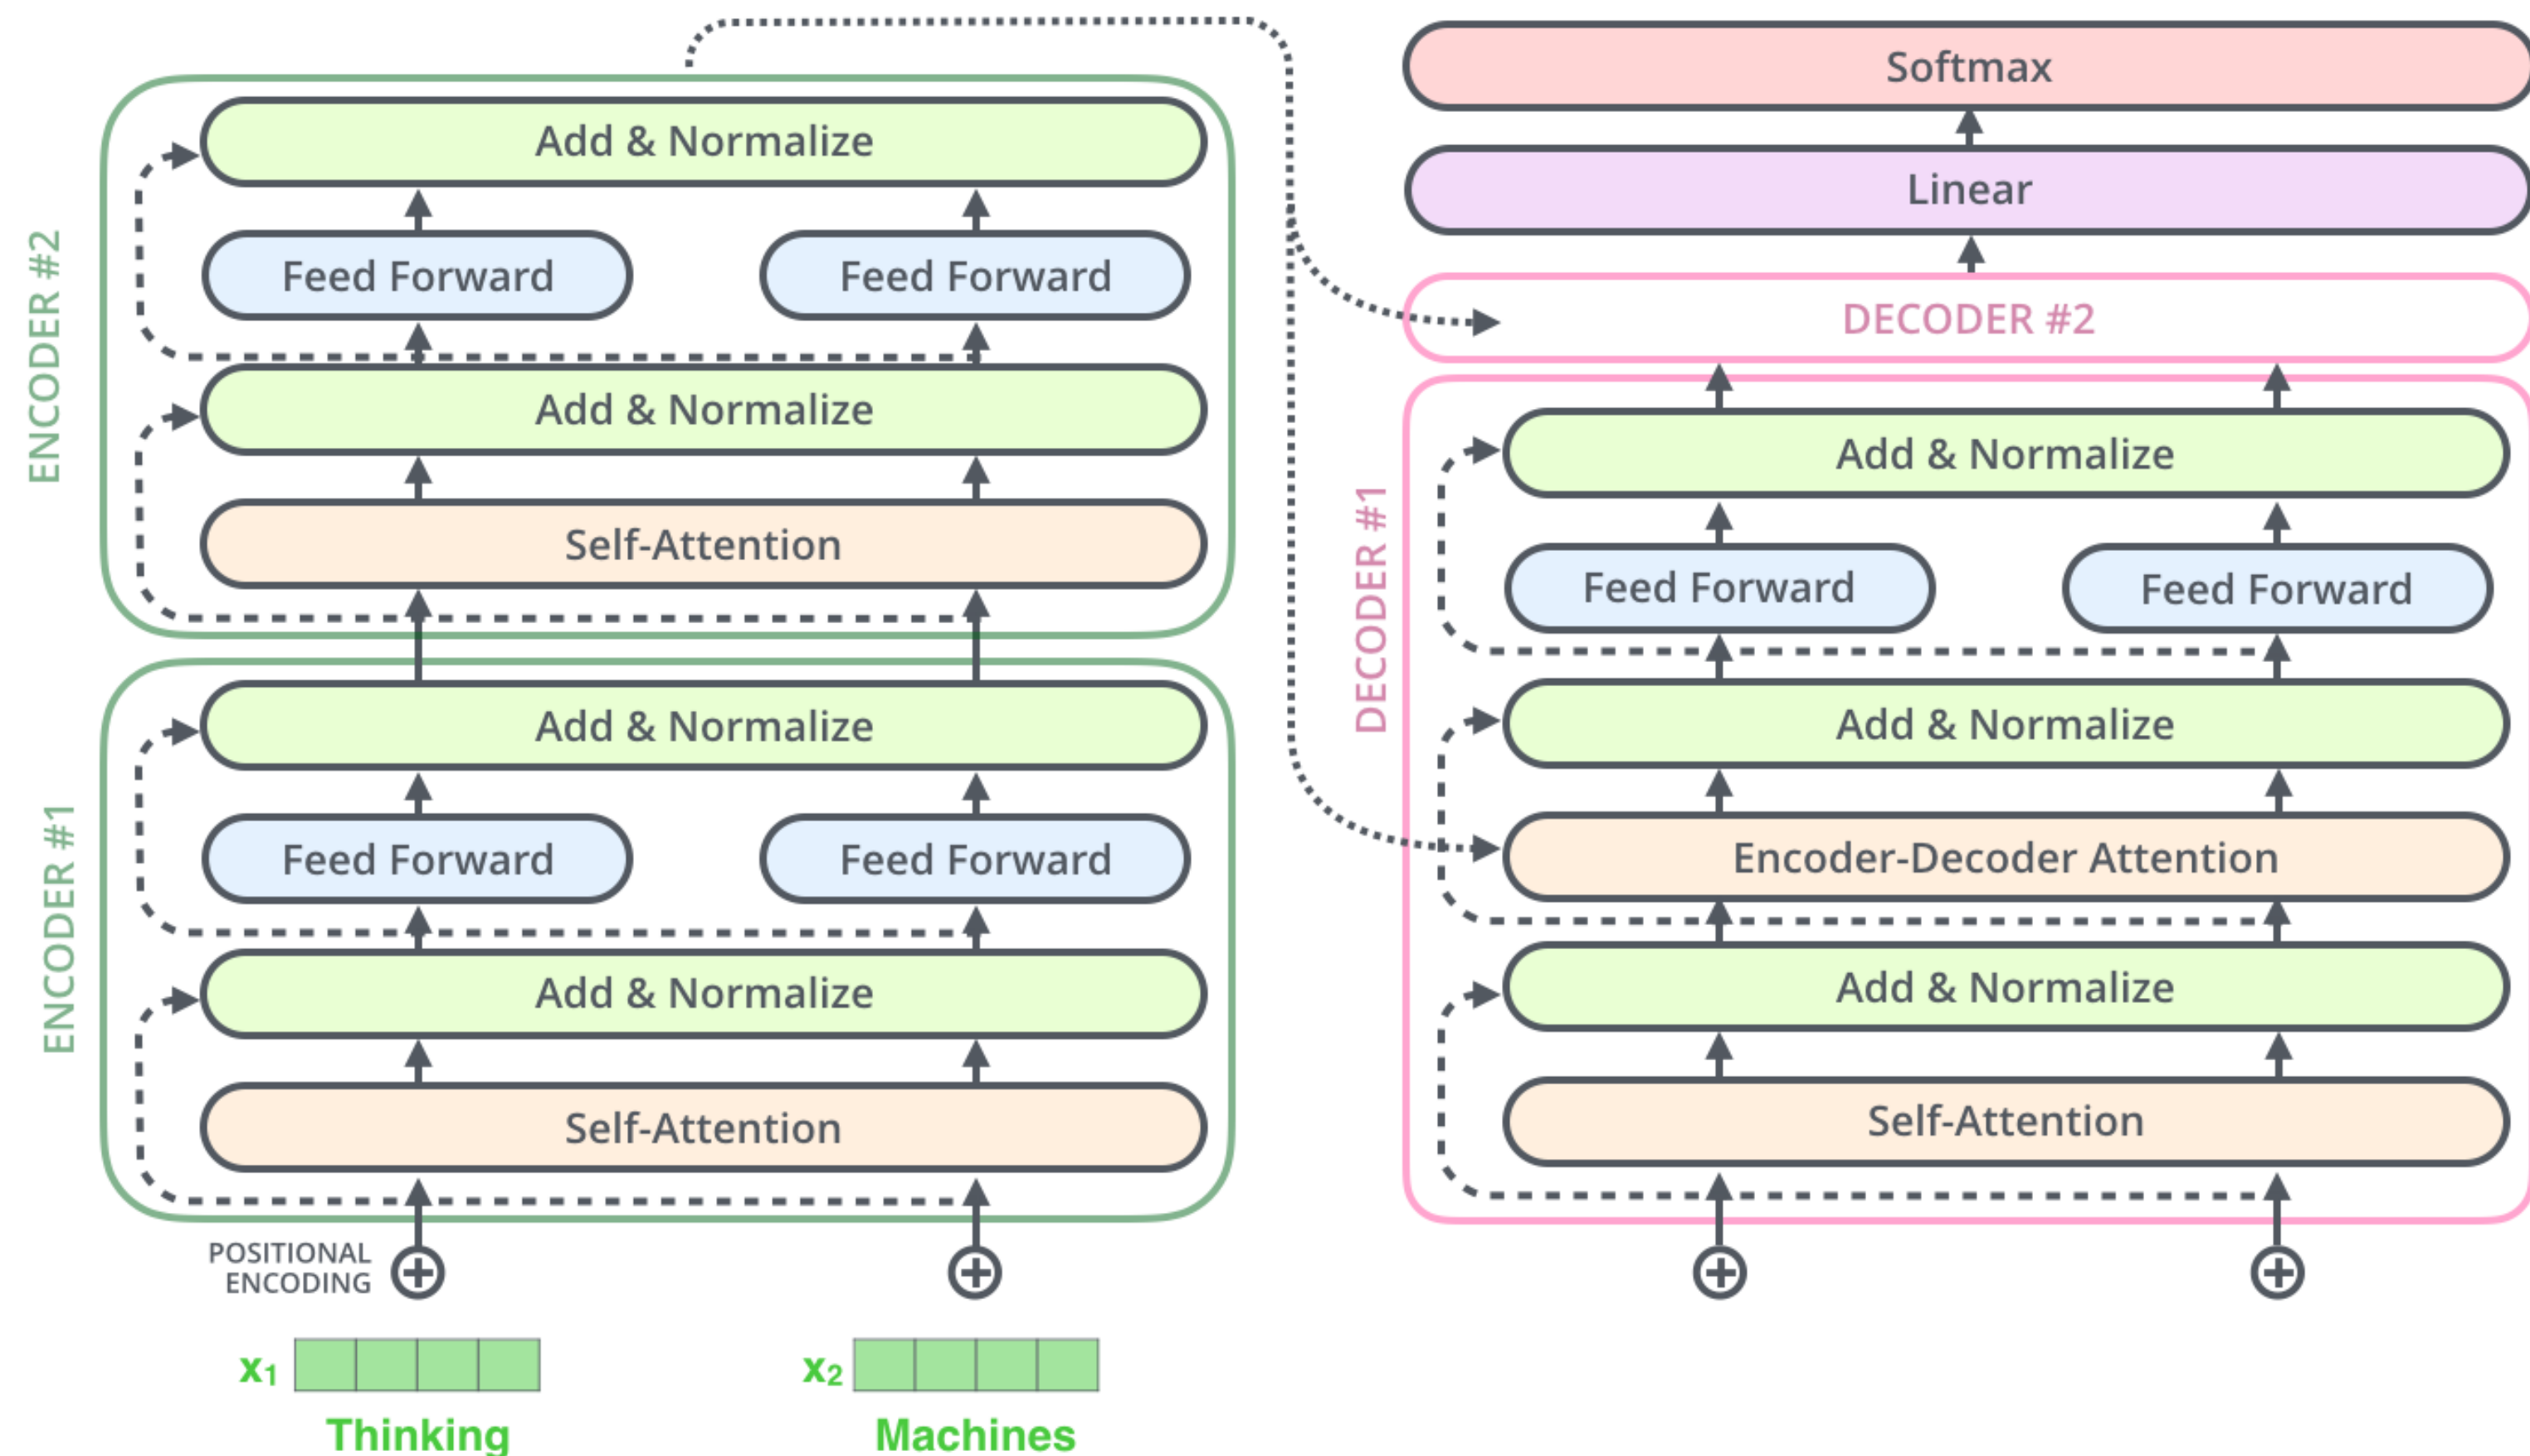 ENCODER #2
Add & Normalize
Feed Forward Feed Forward
Add & Normalize
Self-Attention
ENCODER #1
Add & Normalize
Feed Forward Feed Forward
Add & Normalize
Self-Attention
POSITIONAL
ENCODING
x1 x2
Thinking Machines
Softmax
Linear
DECODER #2
DECODER #1
Add & Normalize
Feed Forward Feed Forward
Add & Normalize
Encoder-Decoder Attention
Add & Normalize
Self-Attention